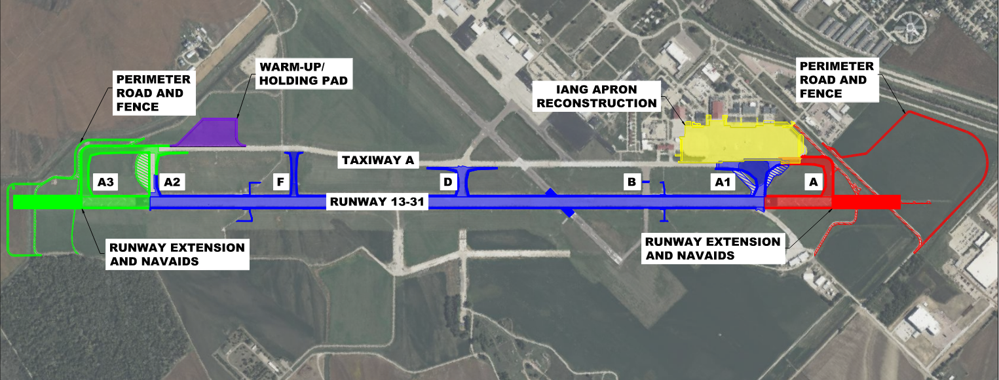 WARM-UP/
HOLDING PAD
PERIMETER
ROAD AND
FENCE
IANG APRON
RECONSTRUCTION
PERIMETER
ROAD AND
FENCE
TAXIWAY A
A3
A2
F
D
B
A1
A
RUNWAY 13-31
RUNWAY EXTENSION
AND NAVAIDS
RUNWAY EXTENSION
AND NAVAIDS